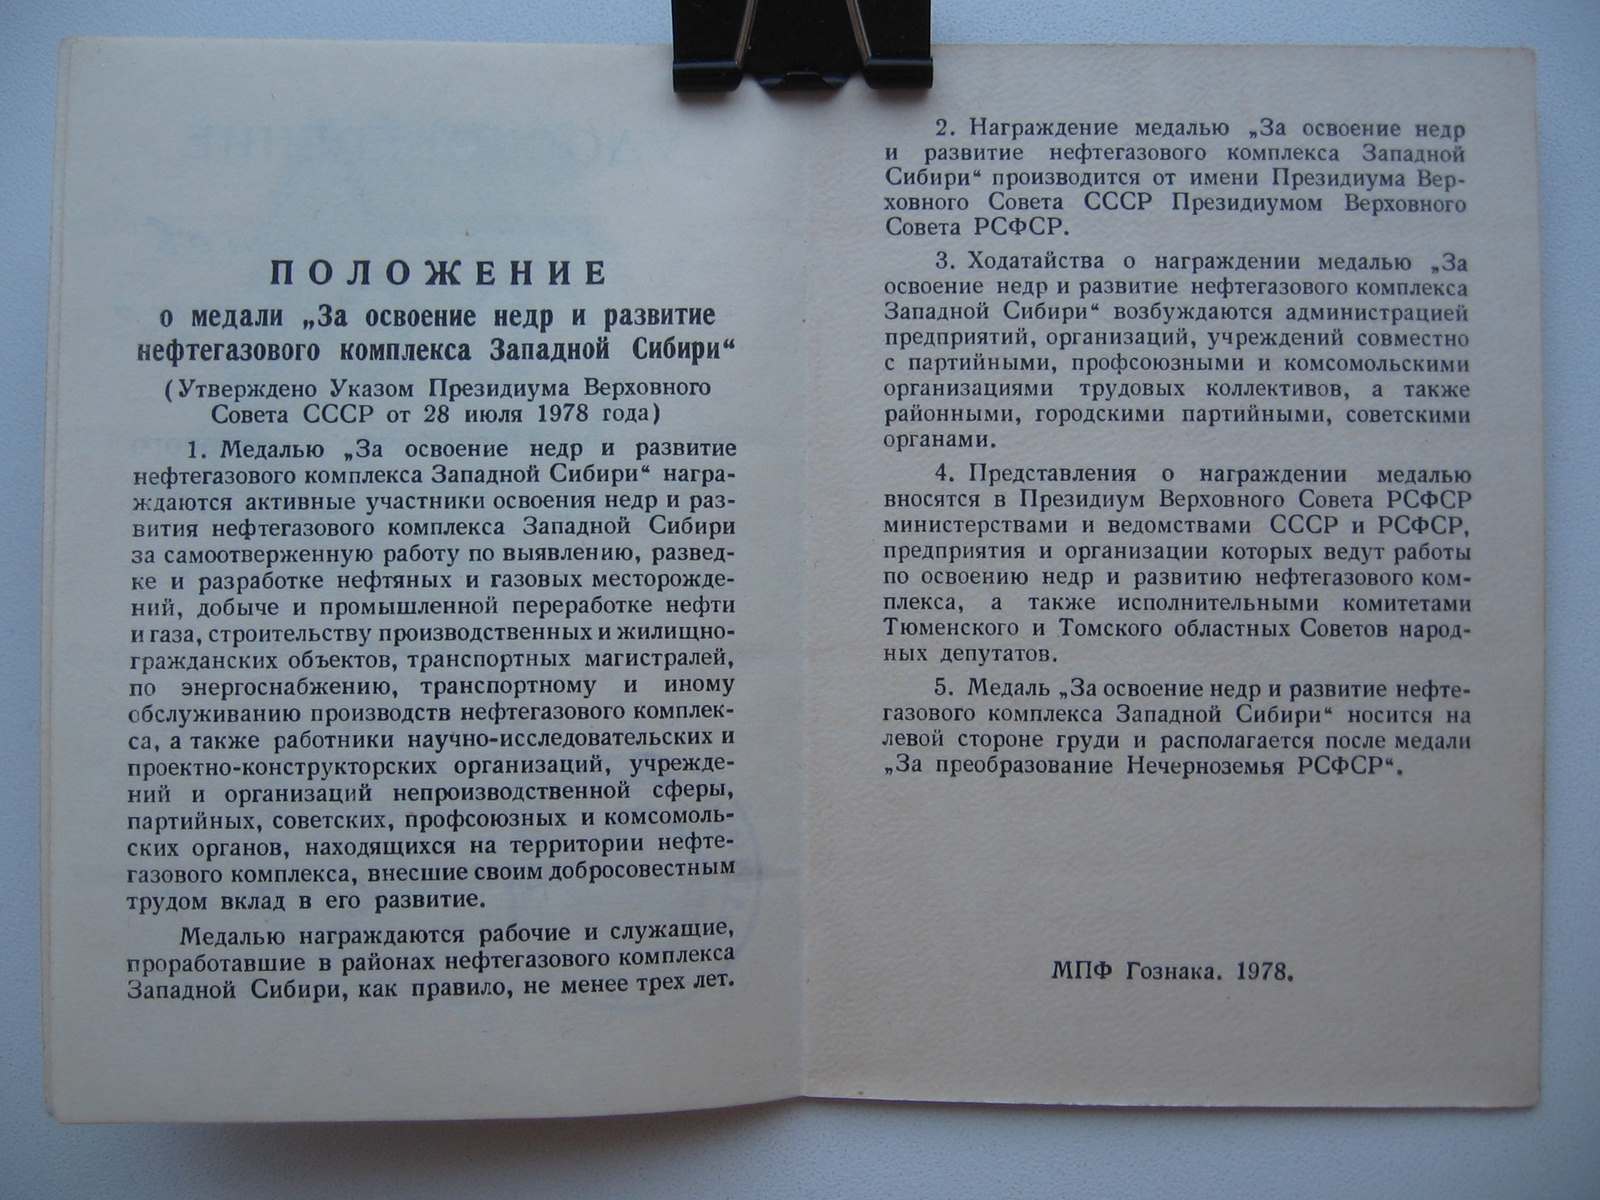 ПОЛОЖЕНИЕ
о медали „За освоение недр и развитие
нефтегазового комплекса Западной Сибири“
(Утверждено Указом Президиума Верховного
Совета СССР от 28 июля 1978 года)
1. Медалью „За освоение недр и развитие
нефтегазового комплекса Западной Сибири“ награ-
ждаются активные участники освоения недр и раз-
вития нефтегазового комплекса Западной Сибири
за самоотверженную работу по выявлению, развед-
ке и разработке нефтяных и газовых месторожде-
ний, добыче и промышленной переработке нефти
и газа, строительству производственных и жилищно-
гражданских объектов, транспортных магистралей,
по энергоснабжению, транспортному и иному
обслуживанию производств нефтегазового комплек-
са, а также работники научно-исследовательских и
проектно-конструкторских организаций, учрежде-
ний и организаций непроизводственной сферы,
партийных, советских, профсоюзных и комсомоль-
ских органов, находящихся на территории нефте-
газового комплекса, внесшие своим добросовестным
трудом вклад в его развитие.
Медалью награждаются рабочие и служащие,
проработавшие в районах нефтегазового комплекса
Западной Сибири, как правило, не менее трех лет.
2. Награждение медалью „За освоение недр
и развитие нефтегазового комплекса Западной
Сибири“ производится от имени Президиума Вер-
ховного Совета СССР Президиумом Верховного
Совета РСФСР.
3. Ходатайства о награждении медалью „За
освоение недр и развитие нефтегазового комплекса
Западной Сибири“ возбуждаются администрацией
предприятий, организаций, учреждений совместно
с партийными, профсоюзными и комсомольскими
организациями трудовых коллективов, а также
районными, городскими партийными, советскими
органами.
4. Представления о награждении медалью
вносятся в Президиум Верховного Совета РСФСР
министерствами и ведомствами СССР и РСФСР,
предприятия и организации которых ведут работы
по освоению недр и развитию нефтегазового ком-
плекса, а также исполнительными комитетами
Тюменского и Томского областных Советов народ-
ных депутатов.
5. Медаль „За освоение недр и развитие нефте-
газового комплекса Западной Сибири“ носится на
левой стороне груди и располагается после медали
„За преобразование Нечерноземья РСФСР“.
МПФ Гознака. 1978.